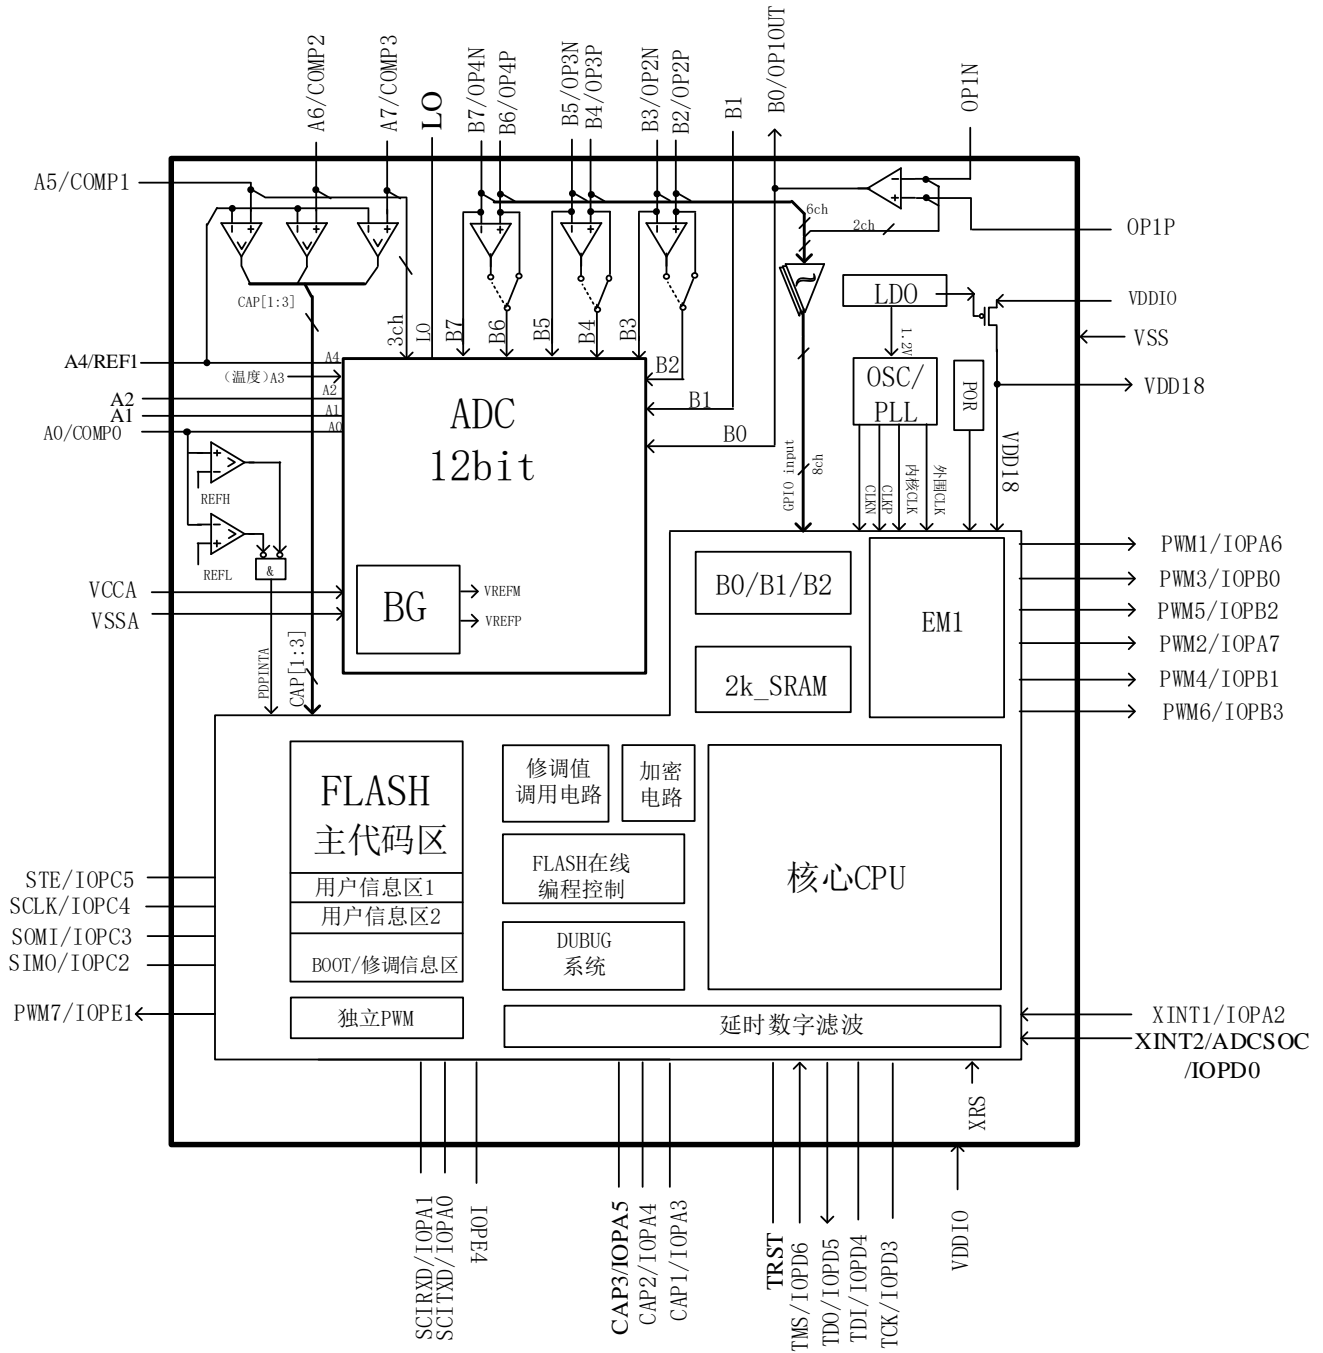 A6/COMP2
A7/COMP3
LO
B7/OP4N
B6/OP4P
B5/OP3N
B4/OP3P
B3/OP2N
B2/OP2P
B1
B0/OP1OUT
OP1N
A5/COMP1
6ch
2ch
OP1P
CAP[1:3]
3ch
LO
B7
B6
B5
B4
B3
B2
LDO
1.2V
VDDIO
VSS
A4/REF1
A4
(温度)A3
A2
A2
A1
A1
A0/COMP0
A0
ADC
12bit
B1
B0
OSC/
PLL
POR
VDD18
VDD18
GPIO input
8ch
CLKN
CLKP
内核CLK
外围CLK
REFH
REFL
&
VCCA
VSSA
BG
VREFM
VREFP
PDPINTA
CAP[1:3]
B0/B1/B2
2k_SRAM
EM1
PWM1/IOPA6
PWM3/IOPB0
PWM5/IOPB2
PWM2/IOPA7
PWM4/IOPB1
PWM6/IOPB3
FLASH
主代码区
用户信息区1
用户信息区2
BOOT/修调信息区
独立PWM
修调值
调用电路
加密
电路
FLASH在线
编程控制
DUBUG
系统
核心CPU
延时数字滤波
STE/IOPC5
SCLK/IOPC4
SOMI/IOPC3
SIMO/IOPC2
PWM7/IOPE1
XINT1/IOPA2
XINT2/ADCSOC
/IOPD0
XRS
SCIRXD/IOPA1
SCITXD/IOPA0
IOPE4
CAP3/IOPA5
CAP2/IOPA4
CAP1/IOPA3
TRST
TMS/IOPD6
TDO/IOPD5
TDI/IOPD4
TCK/IOPD3
VDDIO